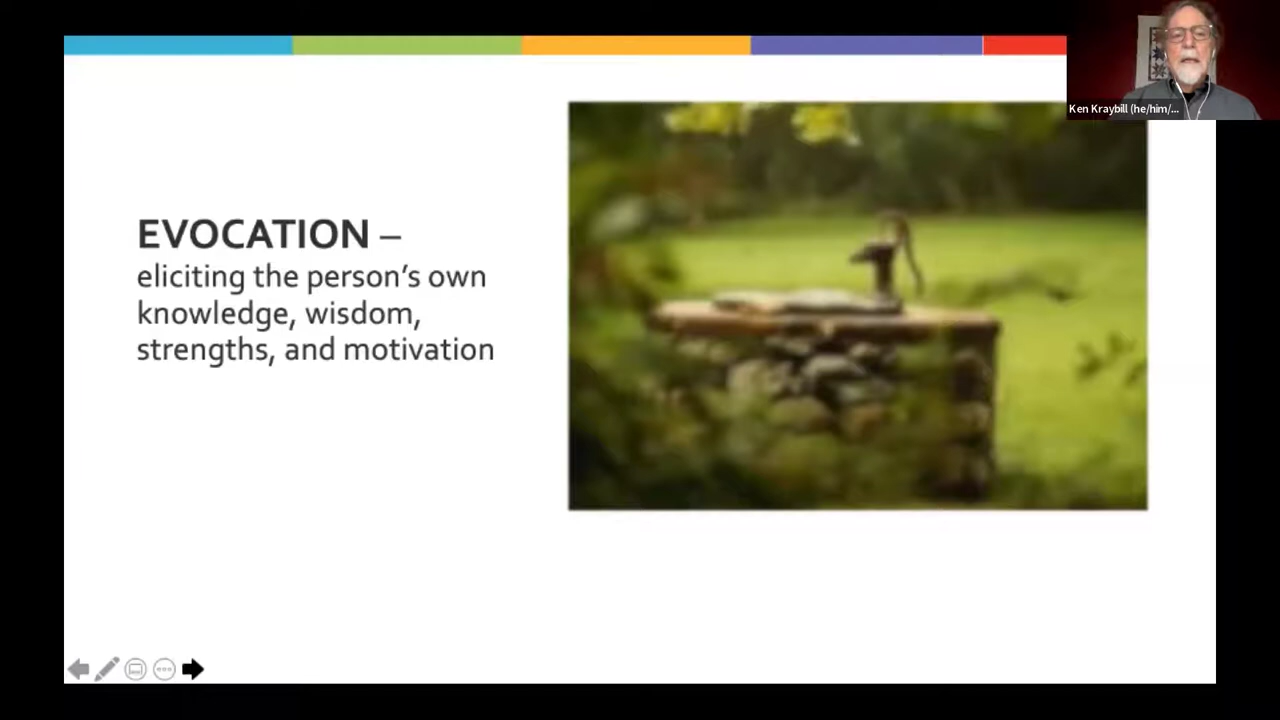 Ken Kraybill (he/him/...
EVOCATION –
eliciting the person's own
knowledge, wisdom,
strengths, and motivation